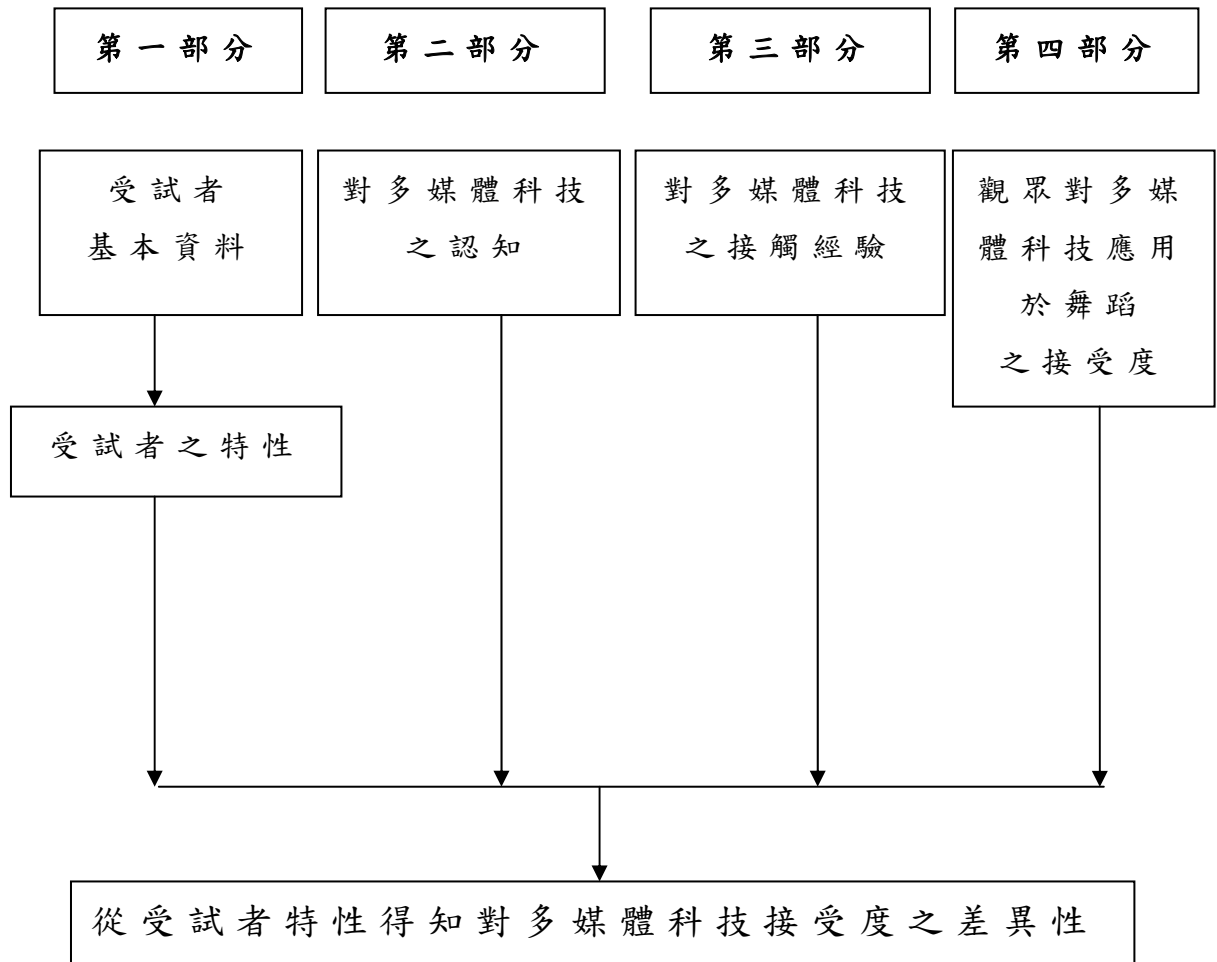 第一部分
第二部分
第三部分
第四部分
受試者
基本資料
對多媒體科技
之認知
對多媒體科技
之接觸經驗
觀眾對多媒
體科技應用
於舞蹈
之接受度
受試者之特性
從受試者特性得知對多媒體科技接受度之差異性